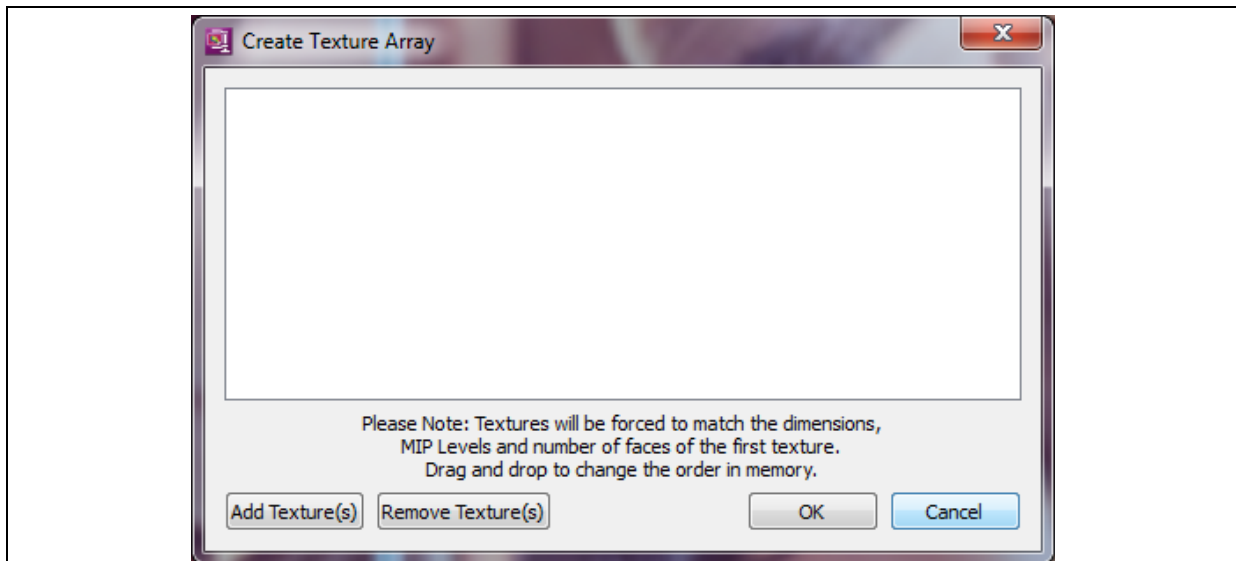 Create Texture Array
Please Note: Textures will be forced to match the dimensions,
MIP Levels and number of faces of the first texture.
Drag and drop to change the order in memory.
Add Texture(s) Remove Texture(s) OK Cancel